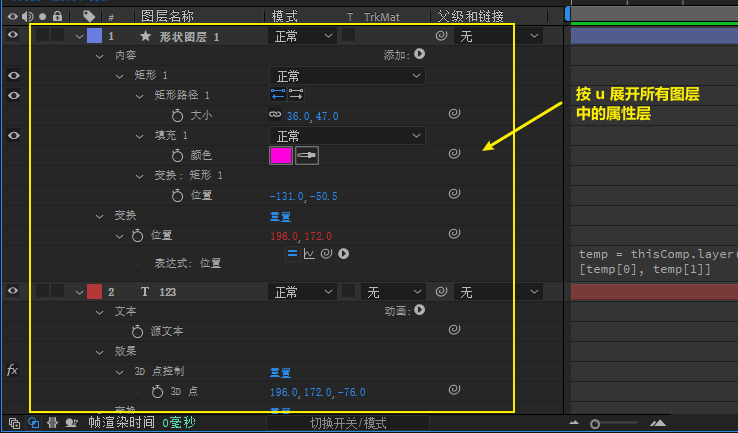 # 图层名称 模式 T TrkMat 父级和链接
1 ★ 形状图层 1 正常 无
内容 添加:
矩形 1 正常
矩形路径 1
大小 36.0,47.0
填充 1 正常
颜色
变换: 矩形 1
位置 -131.0,-50.5
变换 重置
位置 196.0,172.0
表达式: 位置
temp = thisComp.layer(
[temp[0], temp[1]]
2 T 123 正常 无 无
文本 动画:
源文本
效果
fx 3D 点控制 重置
3D 点 196.0,172.0,-76.0
变换 重置
帧渲染时间 0毫秒 切换开关/模式
按 u 展开所有图层
中的属性层